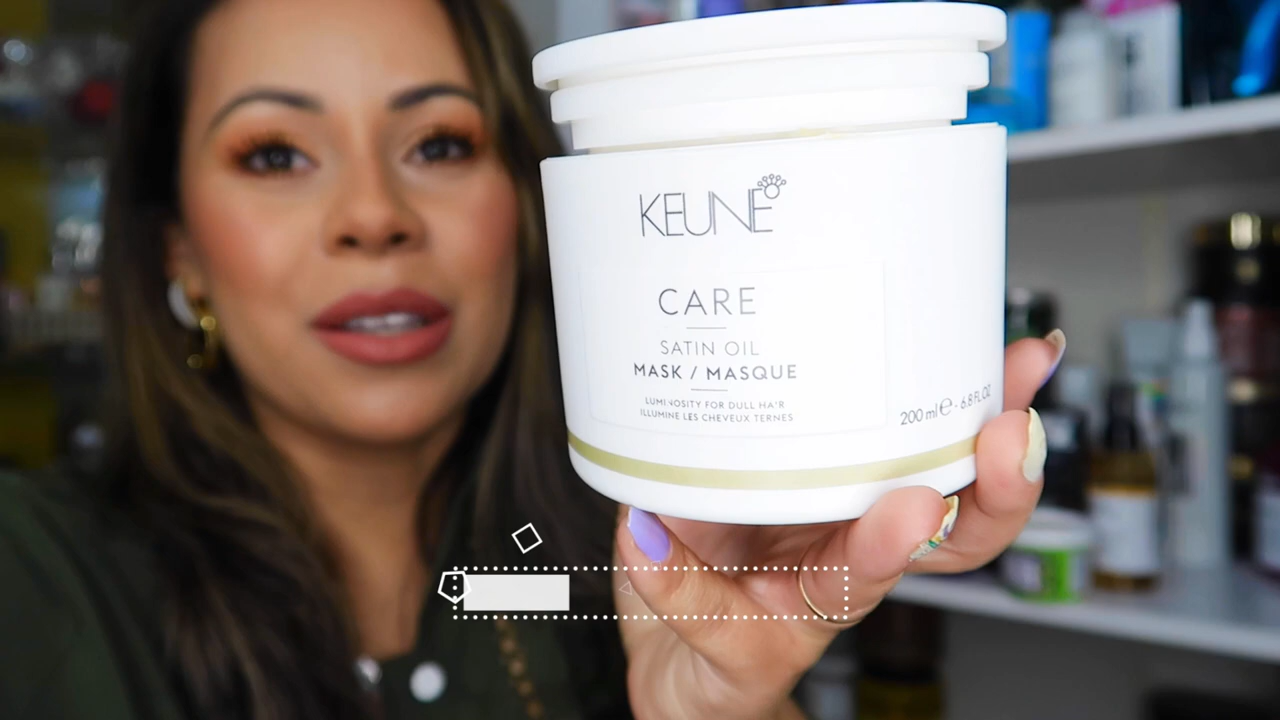 KEUNE
CARE
SATIN OIL
MASK / MASQUE
LUMINOSITY FOR DULL HAIR
ILLUMINE LES CHEVEUX TERNES
200 ml e - 6.8 FL.OZ